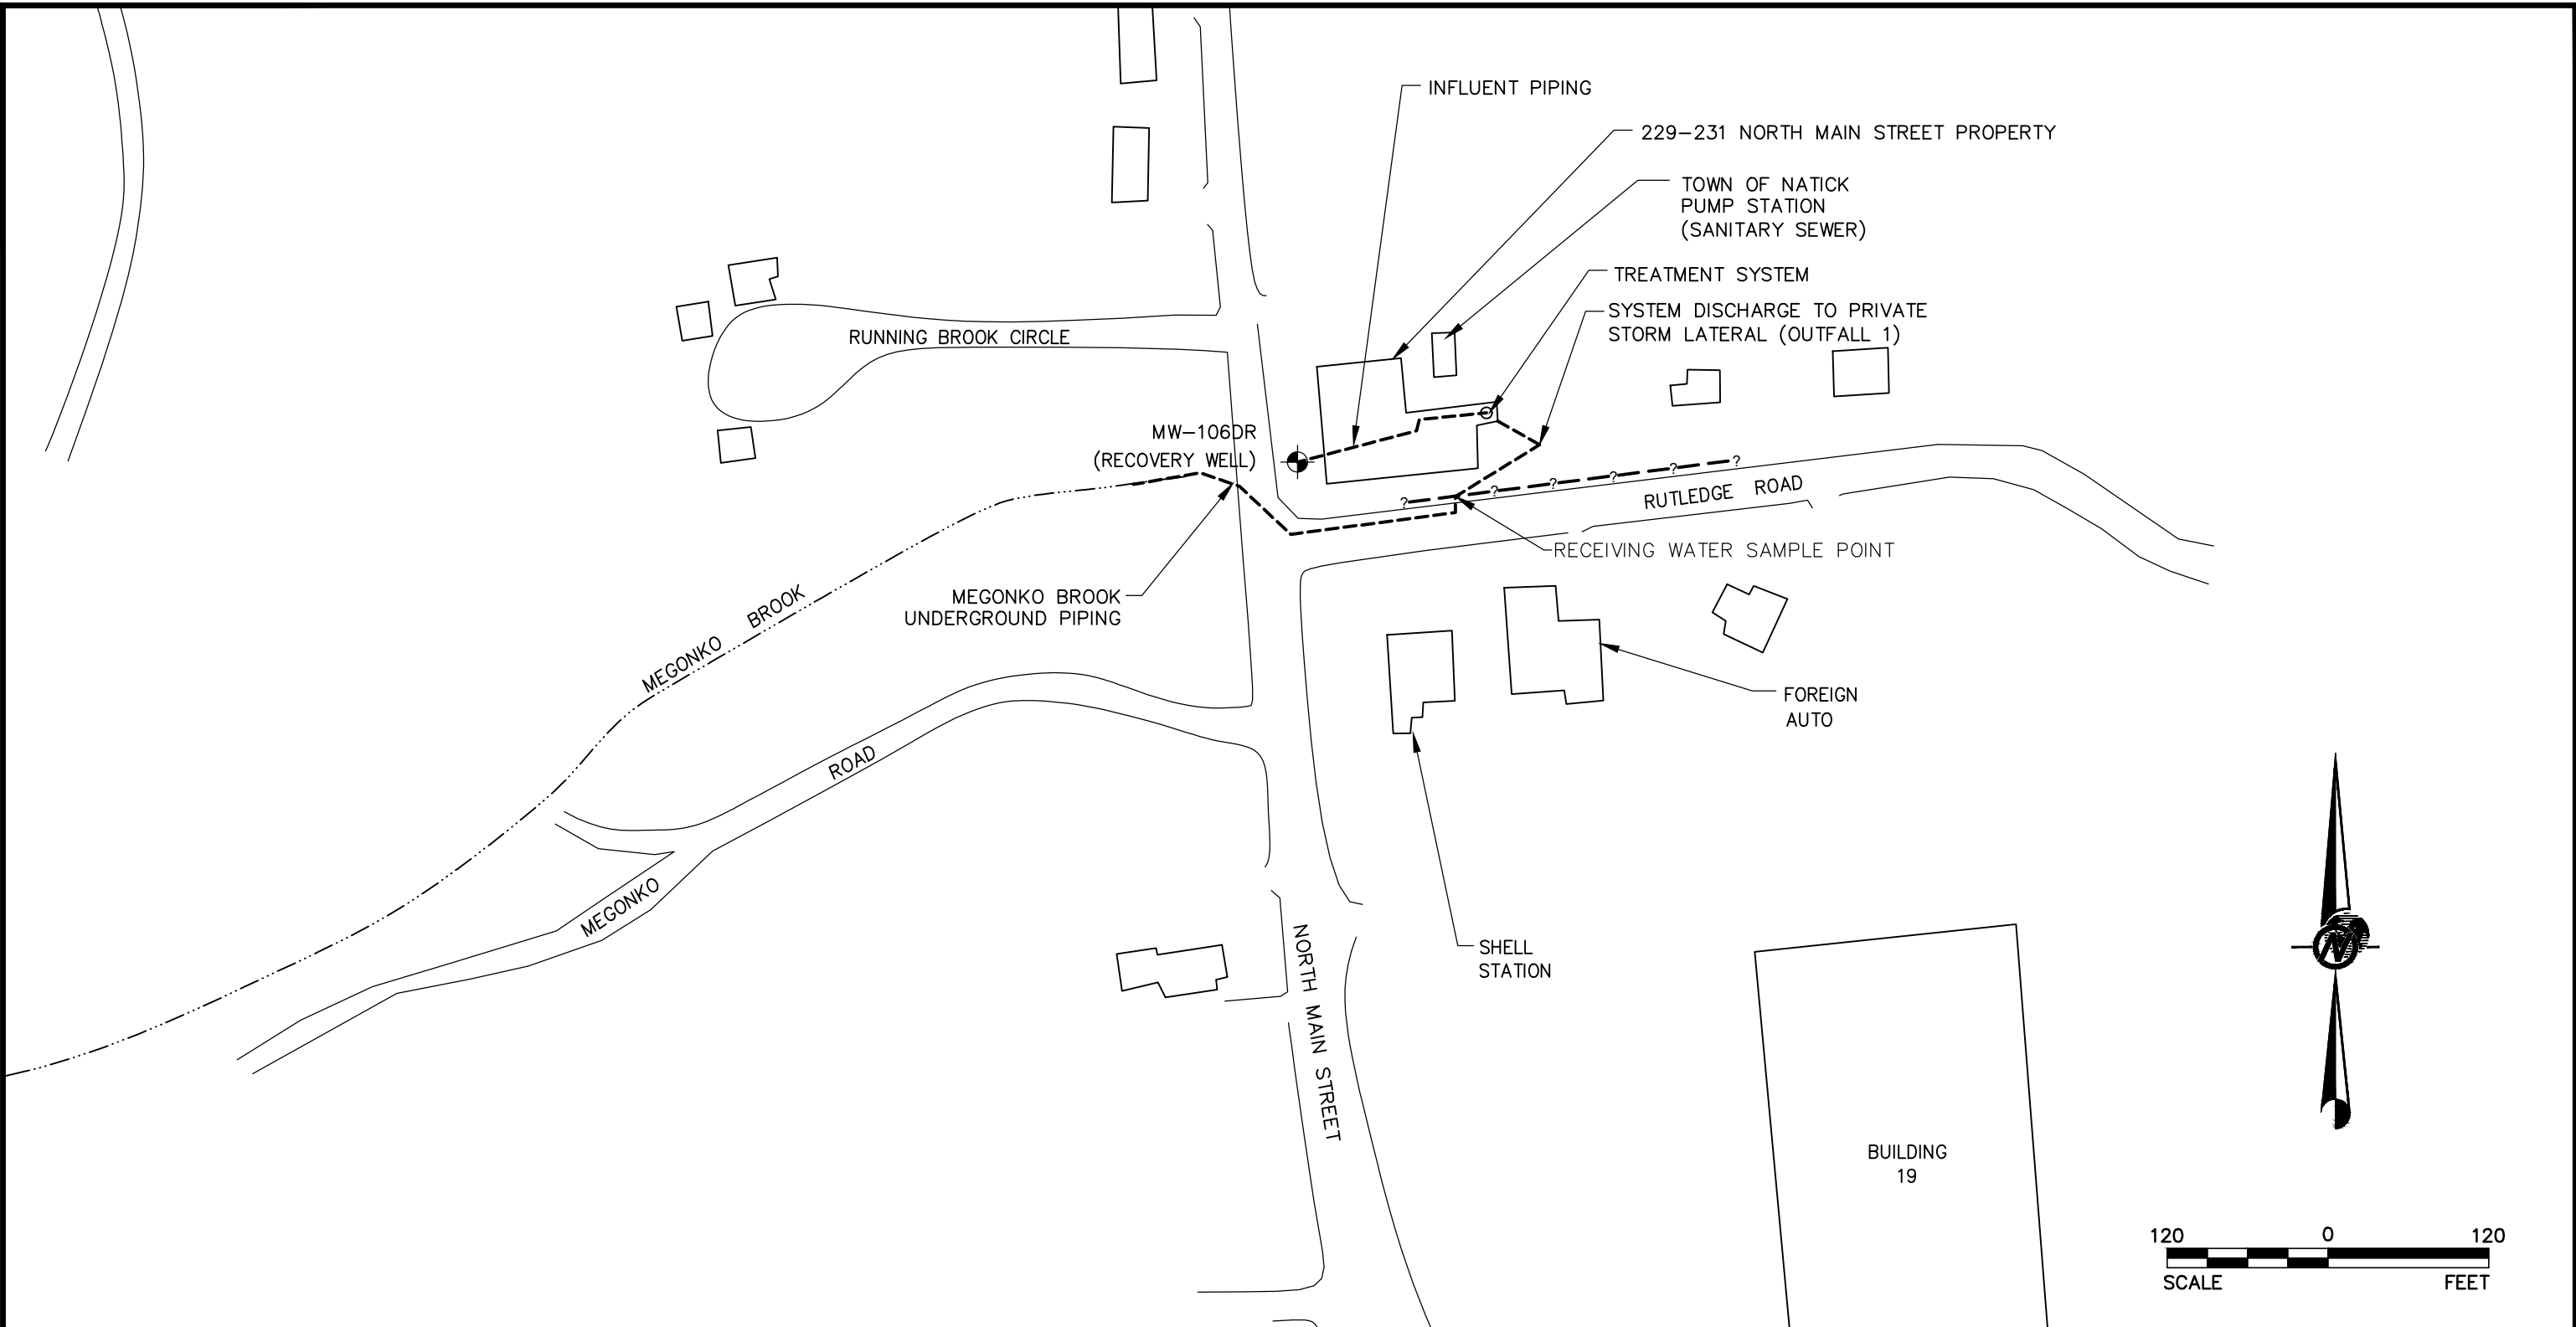 INFLUENT PIPING
229-231 NORTH MAIN STREET PROPERTY
TOWN OF NATICK
PUMP STATION
(SANITARY SEWER)
TREATMENT SYSTEM
SYSTEM DISCHARGE TO PRIVATE
STORM LATERAL (OUTFALL 1)
RUNNING BROOK CIRCLE
MW-106DR
(RECOVERY WELL)
? ? ? ? ? ?
RUTLEDGE ROAD
RECEIVING WATER SAMPLE POINT
MEGONKO BROOK
UNDERGROUND PIPING
MEGONKO BROOK
FOREIGN
AUTO
MEGONKO ROAD
SHELL
STATION
NORTH MAIN STREET
N
BUILDING
19
120 0 120
SCALE FEET